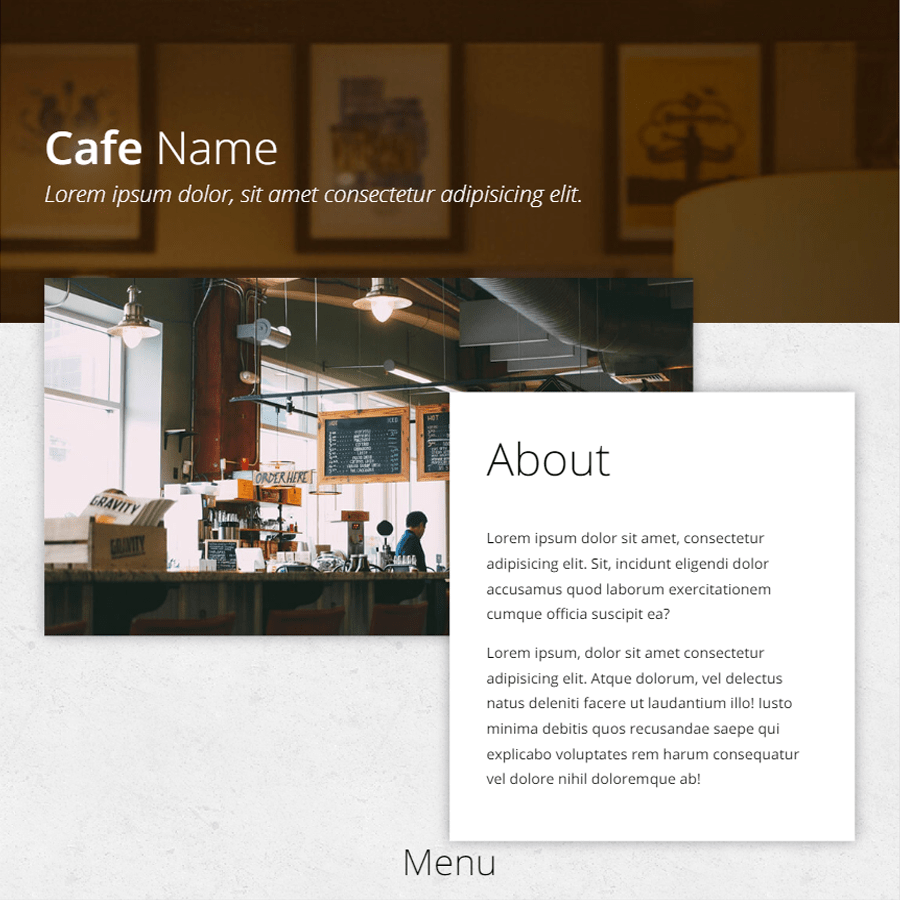 Cafe Name
Lorem ipsum dolor, sit amet consectetur adipisicing elit.
ORDER HERE
GRAVITY
GRAVITY
About
Lorem ipsum dolor sit amet, consectetur
adipisicing elit. Sit, incidunt eligendi dolor
accusamus quod laborum exercitationem
cumque officia suscipit ea?
Lorem ipsum, dolor sit amet consectetur
adipisicing elit. Atque dolorum, vel delectus
natus deleniti facere ut laudantium illo! Iusto
minima debitis quos recusandae saepe qui
explicabo voluptates rem harum consequatur
vel dolore nihil doloremque ab!
Menu